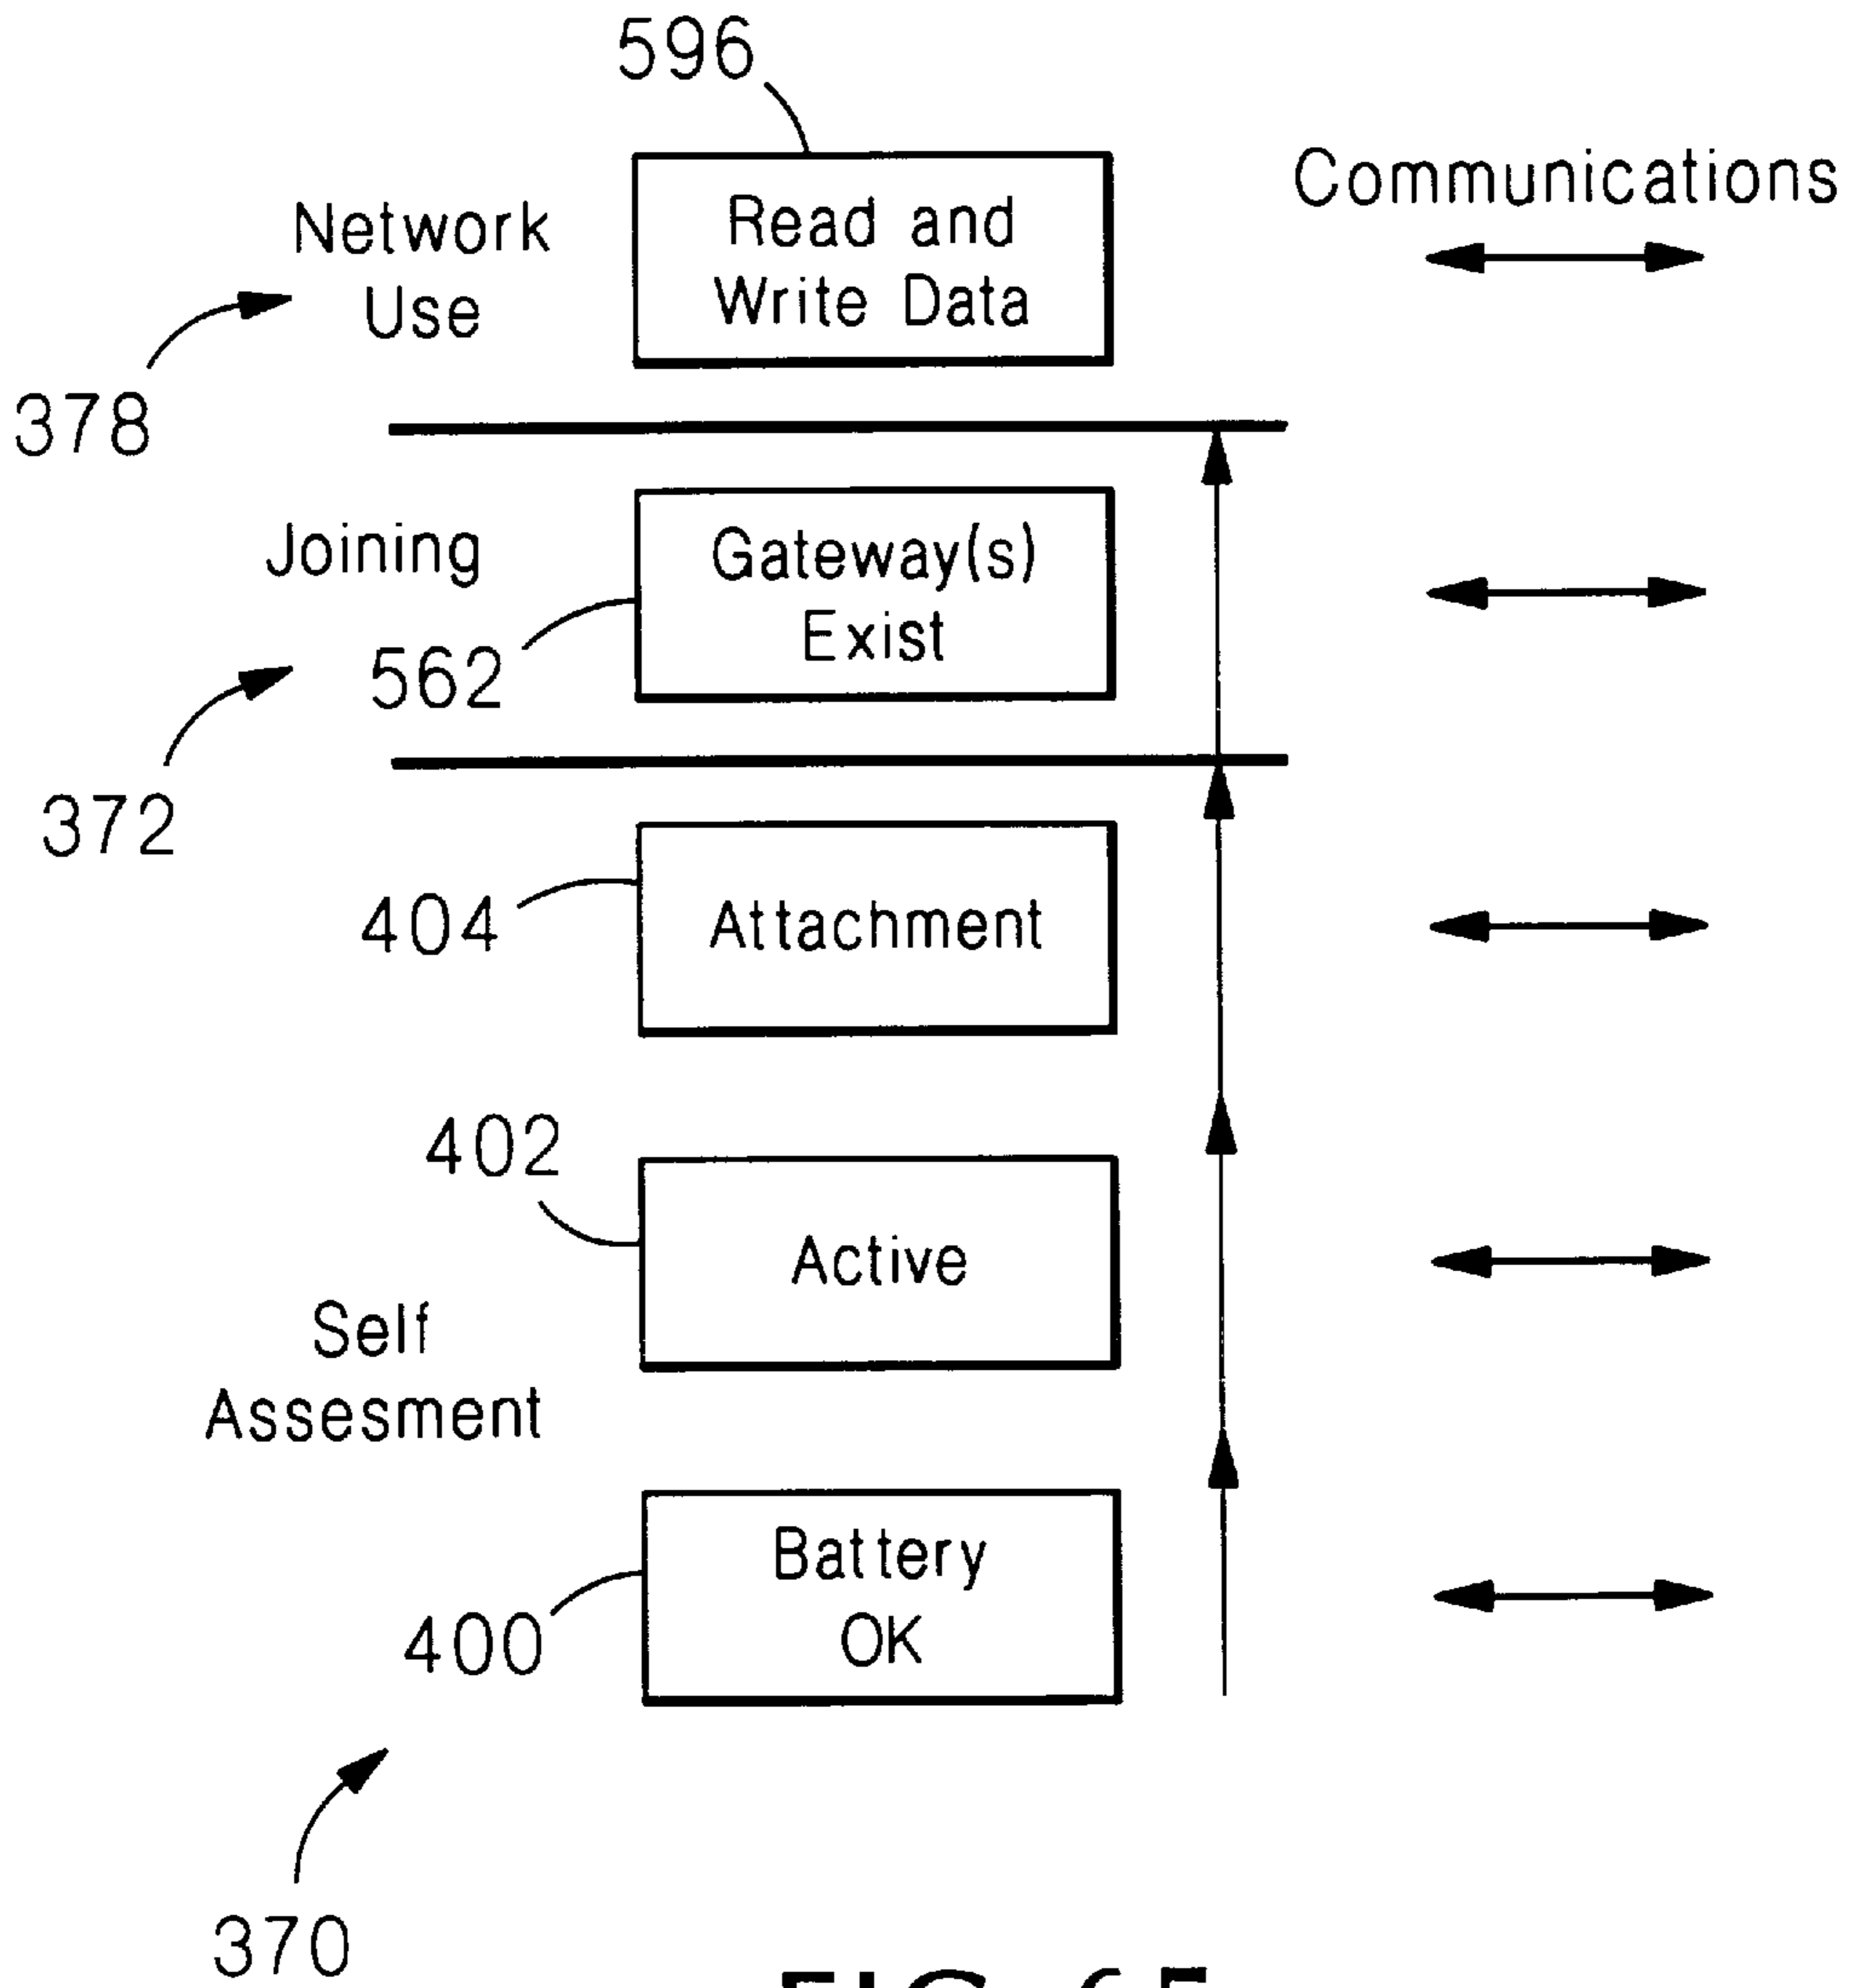 596
Communications
Read and
Write Data
Network
Use
378
Joining
Gateway(s)
Exist
562
372
404
Attachment
402
Active
Self
Assesment
Battery
OK
400
370